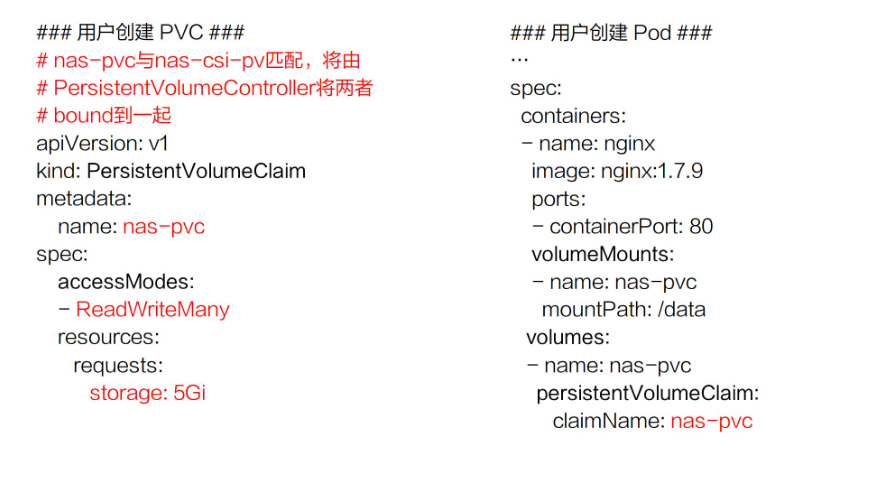 ### 用户创建 PVC ###
# nas-pvc与nas-csi-pv匹配，将由
# PersistentVolumeController将两者
# bound到一起
apiVersion: v1
kind: PersistentVolumeClaim
metadata:
name: nas-pvc
spec:
accessModes:
- ReadWriteMany
resources:
requests:
storage: 5Gi
### 用户创建 Pod ###
...
spec:
containers:
- name: nginx
image: nginx:1.7.9
ports:
- containerPort: 80
volumeMounts:
- name: nas-pvc
mountPath: /data
volumes:
- name: nas-pvc
persistentVolumeClaim:
claimName: nas-pvc